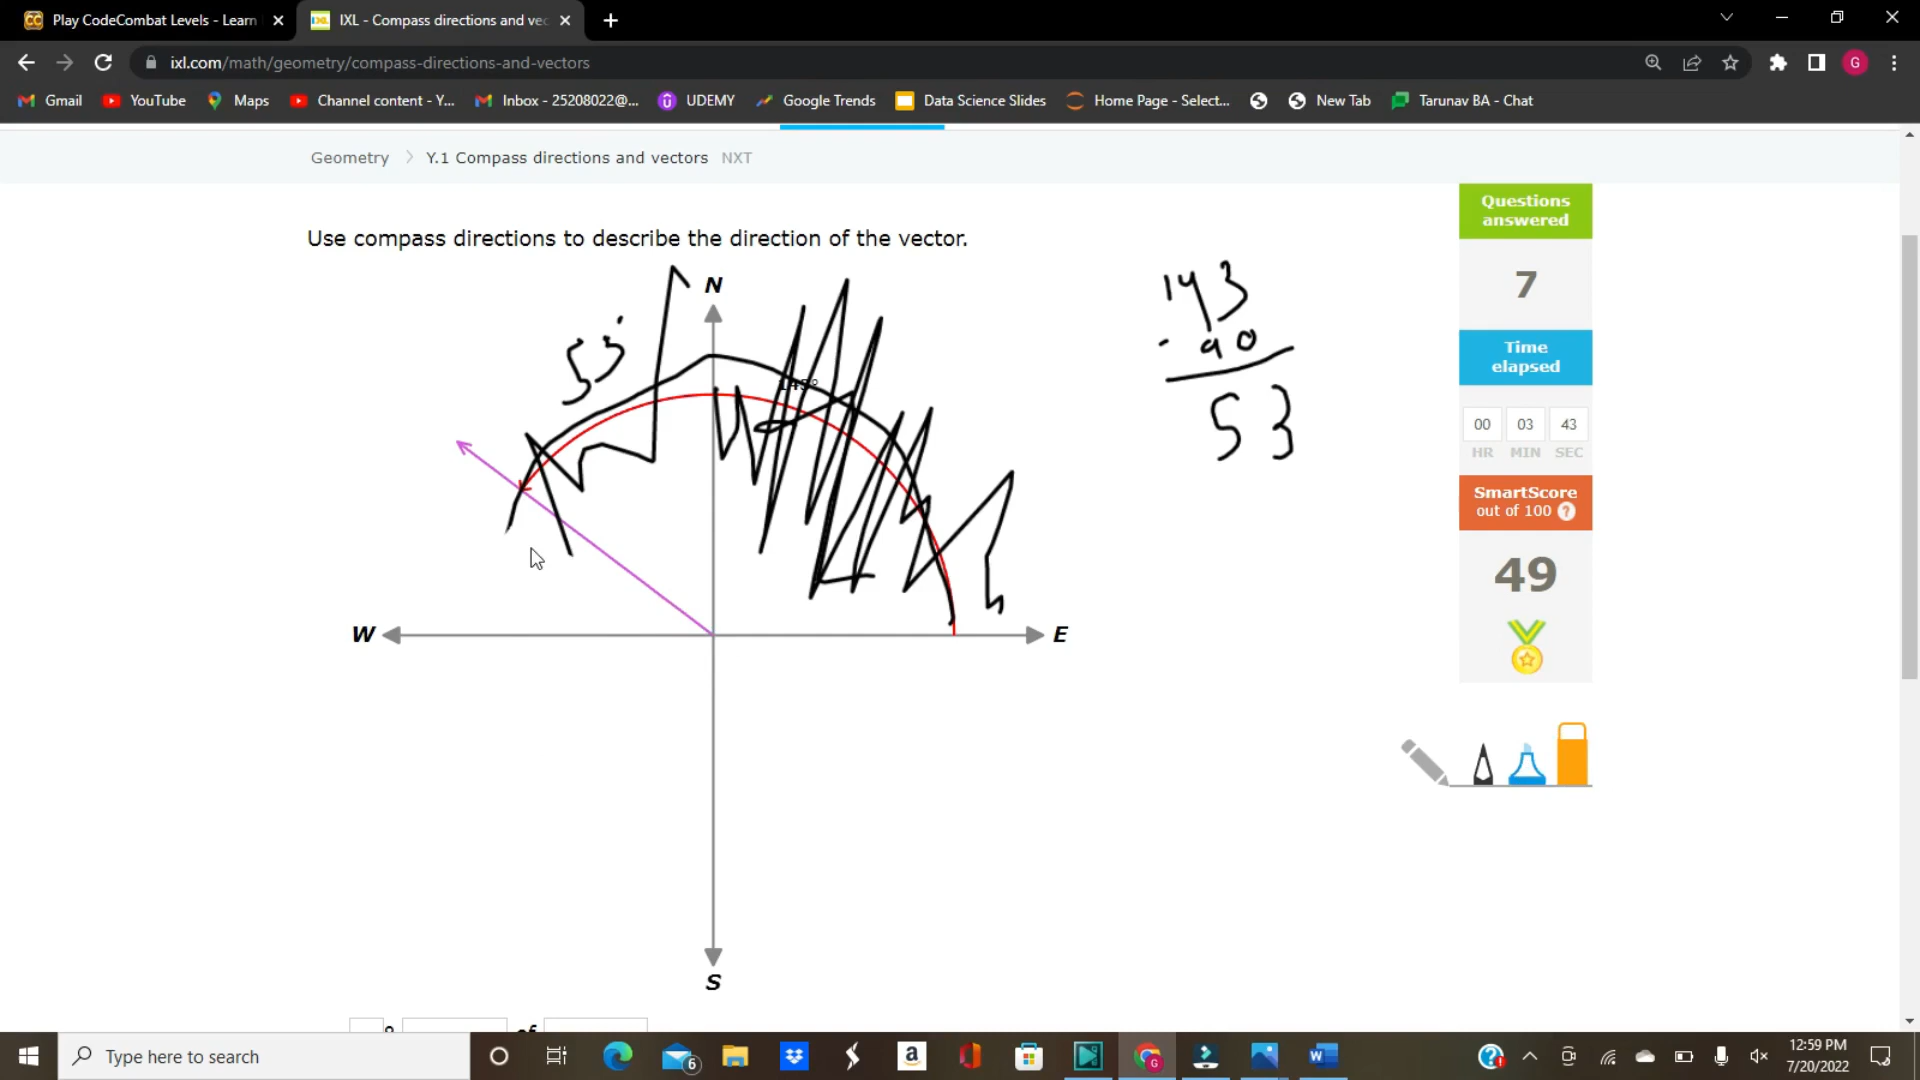 Play CodeCombat Levels - Learn
IXL - Compass directions and vec
ixl.com/math/geometry/compass-directions-and-vectors
G
Gmail
YouTube
Maps
Channel content - Y...
Inbox - 25208022@...
UDEMY
Google Trends
Data Science Slides
Home Page - Select...
New Tab
Tarunav BA - Chat
Geometry > Y.1 Compass directions and vectors NXT
Use compass directions to describe the direction of the vector.
N
W
E
S
53°
143
- 90
53
Questions answered
7
Time elapsed
00 03 43
HR MIN SEC
SmartScore
out of 100 ?
49
° of
Type here to search
6
12:59 PM
7/20/2022